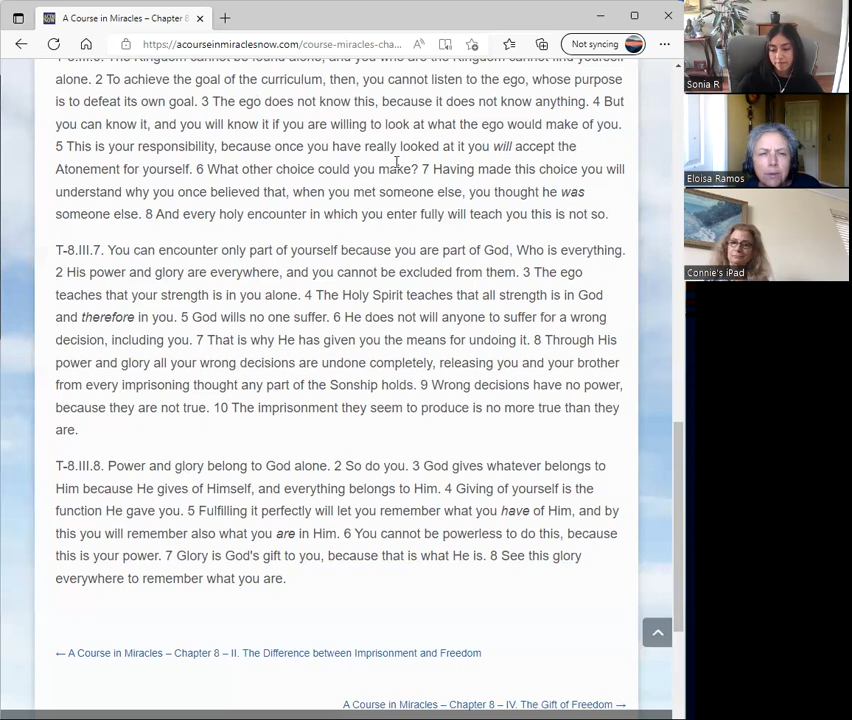 A Course in Miracles – Chapter 8
https://acourseinmiraclesnow.com/course-miracles-cha...
Not syncing
The Kingdom cannot be found alone, and you who are the Kingdom cannot find yourself
alone. 2 To achieve the goal of the curriculum, then, you cannot listen to the ego, whose purpose
is to defeat its own goal. 3 The ego does not know this, because it does not know anything. 4 But
you can know it, and you will know it if you are willing to look at what the ego would make of you.
5 This is your responsibility, because once you have really looked at it you will accept the
Atonement for yourself. 6 What other choice could you make? 7 Having made this choice you will
understand why you once believed that, when you met someone else, you thought he was
someone else. 8 And every holy encounter in which you enter fully will teach you this is not so.
T-8.III.7. You can encounter only part of yourself because you are part of God, Who is everything.
2 His power and glory are everywhere, and you cannot be excluded from them. 3 The ego
teaches that your strength is in you alone. 4 The Holy Spirit teaches that all strength is in God
and therefore in you. 5 God wills no one suffer. 6 He does not will anyone to suffer for a wrong
decision, including you. 7 That is why He has given you the means for undoing it. 8 Through His
power and glory all your wrong decisions are undone completely, releasing you and your brother
from every imprisoning thought any part of the Sonship holds. 9 Wrong decisions have no power,
because they are not true. 10 The imprisonment they seem to produce is no more true than they
are.
T-8.III.8. Power and glory belong to God alone. 2 So do you. 3 God gives whatever belongs to
Him because He gives of Himself, and everything belongs to Him. 4 Giving of yourself is the
function He gave you. 5 Fulfilling it perfectly will let you remember what you have of Him, and by
this you will remember also what you are in Him. 6 You cannot be powerless to do this, because
this is your power. 7 Glory is God's gift to you, because that is what He is. 8 See this glory
everywhere to remember what you are.
← A Course in Miracles – Chapter 8 – II. The Difference between Imprisonment and Freedom
A Course in Miracles – Chapter 8 – IV. The Gift of Freedom →
Sonia R
Eloisa Ramos
Connie's iPad